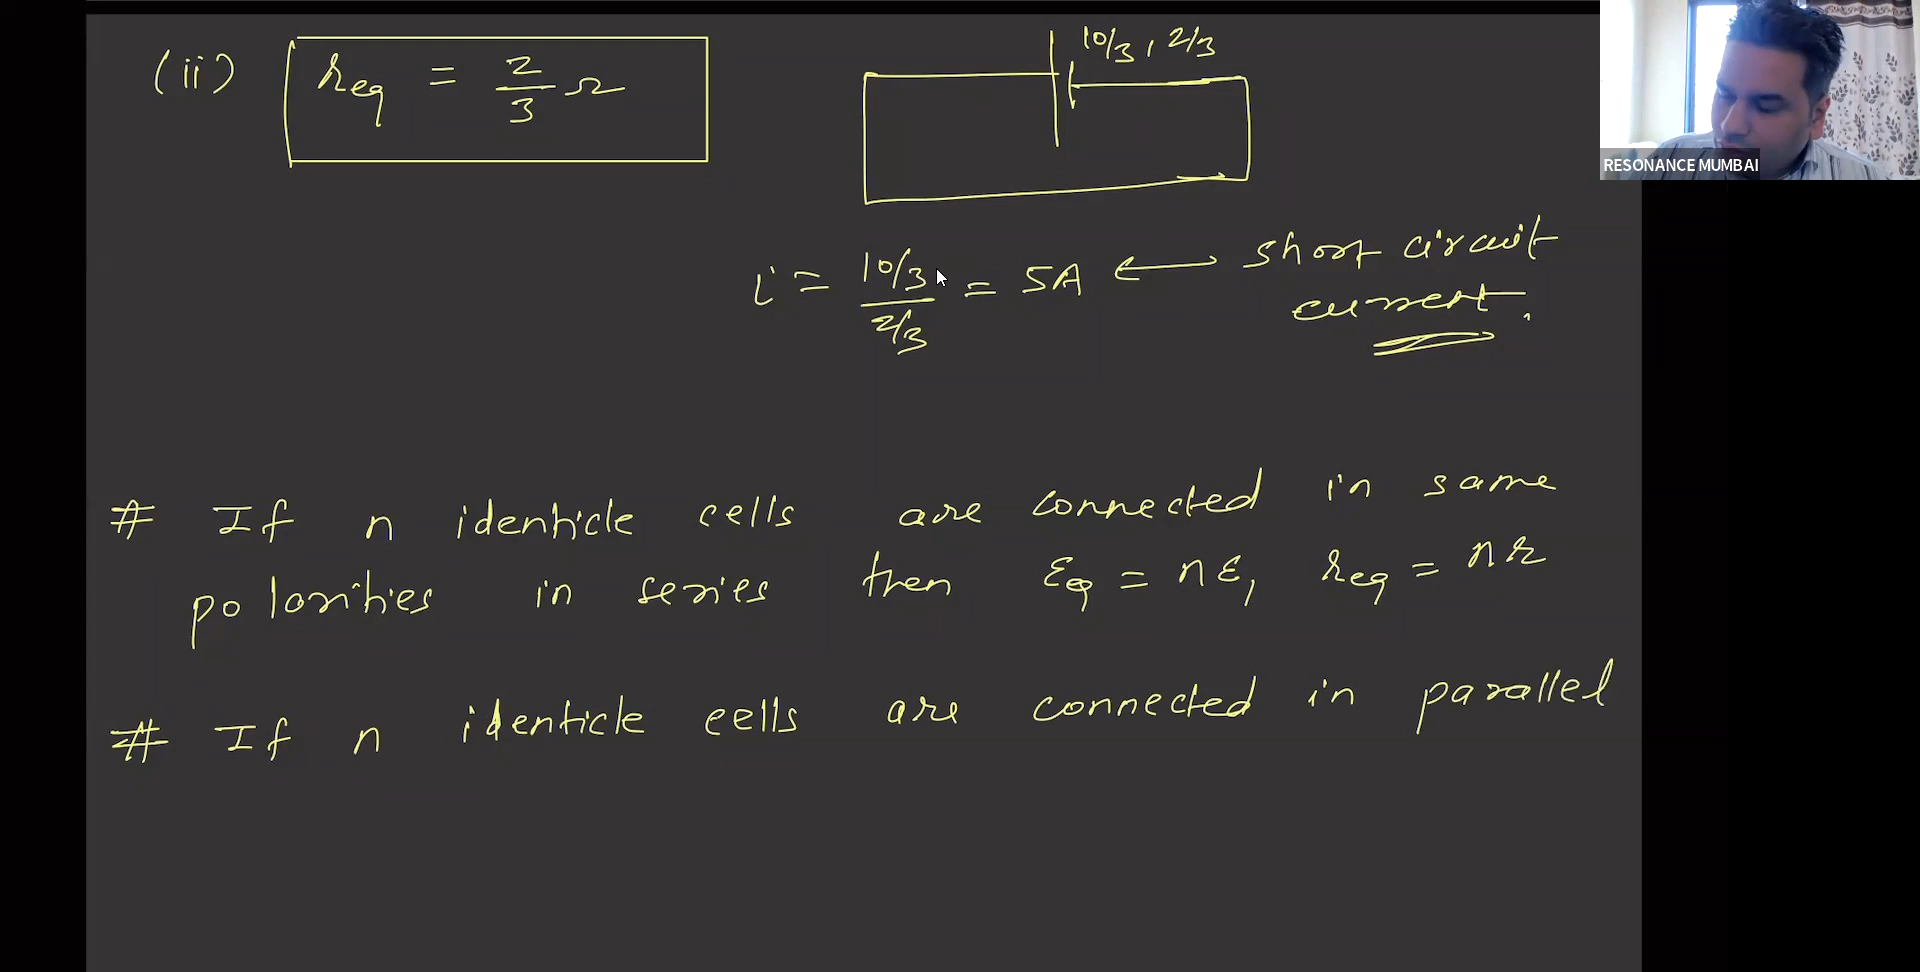 (ii) req = 2/3 Ω
10/3, 2/3
RESONANCE MUMBAI
i = (10/3)/(2/3) = 5A ← short circuit
current.
# If n identicle cells are connected in same
polarities in series then εeq = nε, req = nr
# If n identicle cells are connected in parallel